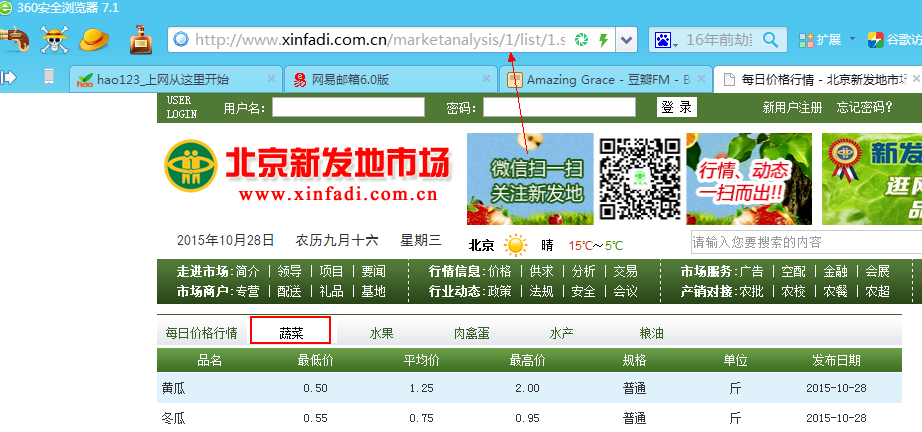 360安全浏览器 7.1
http://www.xinfadi.com.cn/marketanalysis/1/list/1.s
16年前劫
扩展
谷歌访
hao123_上网从这里开始
网易邮箱6.0版
Amazing Grace - 豆瓣FM - B
每日价格行情 - 北京新发地市场
USER
LOGIN
用户名:
密码:
登 录
新用户注册
忘记密码?
北京新发地市场
www.xinfadi.com.cn
微信扫一扫
关注新发地
行情、动态
一扫而出!!
新发
逛网
品
2015年10月28日 农历九月十六 星期三
北京 晴 15℃~5℃
请输入您要搜索的内容
走进市场:简介 | 领导 | 项目 | 要闻
市场商户:专营 | 配送 | 礼品 | 基地
行情信息:价格 | 供求 | 分析 | 交易
行业动态:政策 | 法规 | 安全 | 会议
市场服务:广告 | 空配 | 金融 | 会展
产销对接:农批 | 农校 | 农餐 | 农超
每日价格行情 蔬菜 水果 肉禽蛋 水产 粮油
品名 最低价 平均价 最高价 规格 单位 发布日期
黄瓜 0.50 1.25 2.00 普通 斤 2015-10-28
冬瓜 0.55 0.75 0.95 普通 斤 2015-10-28